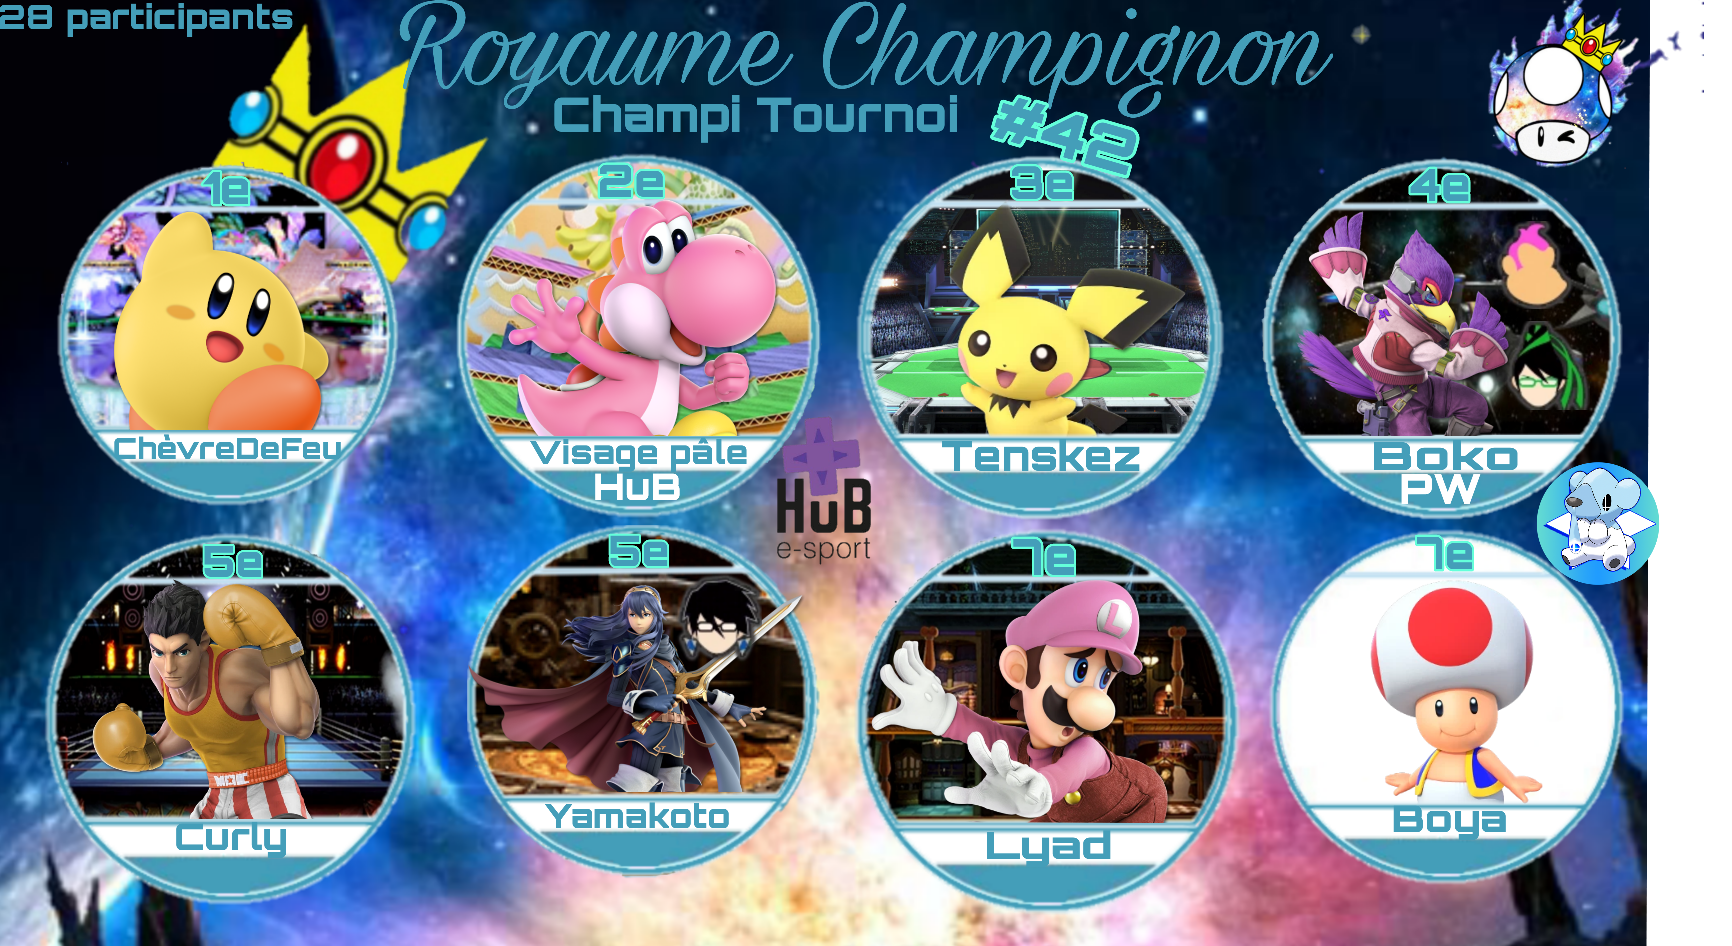 28 participants
Royaume Champignon
Champi Tournoi #42
1e
ChèvreDeFeu
2e
Visage pâle
HuB
3e
Tenskez
4e
Boko
PW
HuB
e-sport
5e
Curly
5e
Yamakoto
7e
L
Lyad
7e
Boya